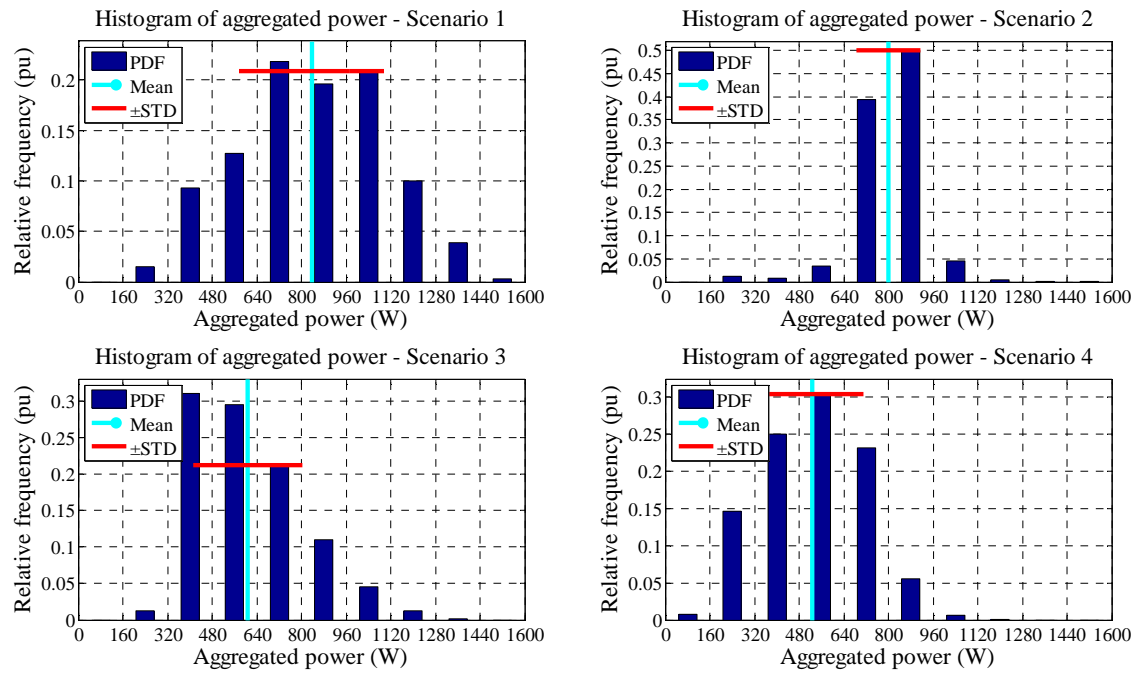 Histogram of aggregated power - Scenario 1
Relative frequency (pu)
0.2
0.15
0.1
0.05
0
PDF
Mean
±STD
160 320 480 640 800 960 1120 1280 1440 1600
Aggregated power (W)
Histogram of aggregated power - Scenario 2
Relative frequency (pu)
0.5
0.45
0.4
0.35
0.3
0.25
0.2
0.15
0.1
0.05
0
PDF
Mean
±STD
160 320 480 640 800 960 1120 1280 1440 1600
Aggregated power (W)
Histogram of aggregated power - Scenario 3
Relative frequency (pu)
0.3
0.25
0.2
0.15
0.1
0.05
0
PDF
Mean
±STD
160 320 480 640 800 960 1120 1280 1440 1600
Aggregated power (W)
Histogram of aggregated power - Scenario 4
Relative frequency (pu)
0.3
0.25
0.2
0.15
0.1
0.05
0
PDF
Mean
±STD
160 320 480 640 800 960 1120 1280 1440 1600
Aggregated power (W)